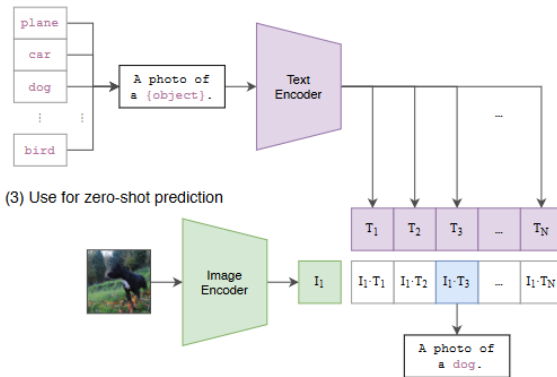 plane
car
dog
⋮ ⋮
bird
A photo of
a {object}.
Text
Encoder
...
(3) Use for zero-shot prediction
T1 T2 T3 ... TN
Image
Encoder
I1
I1·T1 I1·T2 I1·T3 ... I1·TN
A photo of
a dog.